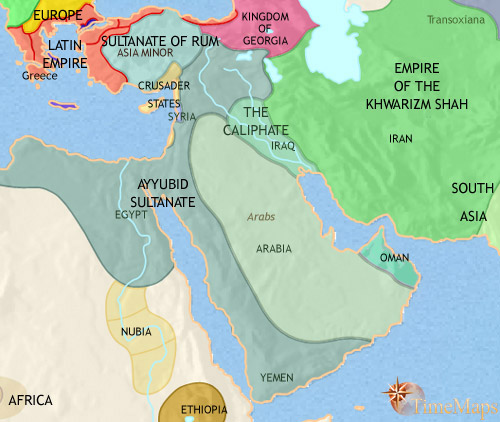 EUROPE
KINGDOM
OF
GEORGIA
Transoxiana
LATIN
EMPIRE
SULTANATE OF RUM
ASIA MINOR
Greece
EMPIRE
OF THE
KHWARIZM SHAH
CRUSADER
STATES
SYRIA
THE
CALIPHATE
IRAQ
IRAN
AYYUBID
SULTANATE
EGYPT
SOUTH
ASIA
Arabs
ARABIA
OMAN
NUBIA
YEMEN
AFRICA
ETHIOPIA
TimeMaps